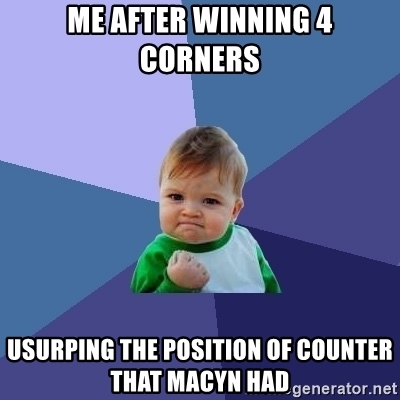 ME AFTER WINNING 4
CORNERS
USURPING THE POSITION OF COUNTER
THAT MACYN HAD
generator.net